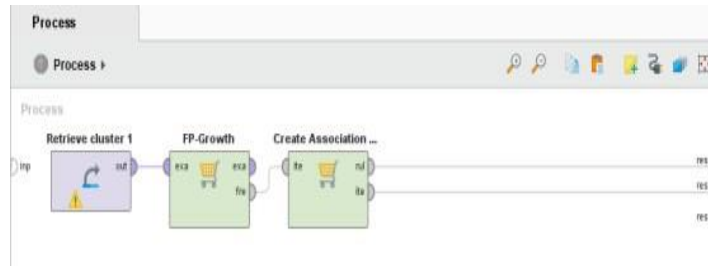 Process
Process
Process
Retrieve cluster 1
FP-Growth
Create Association ...
inp
out
exa
exa
fre
ite
rul
ite
res
res
res